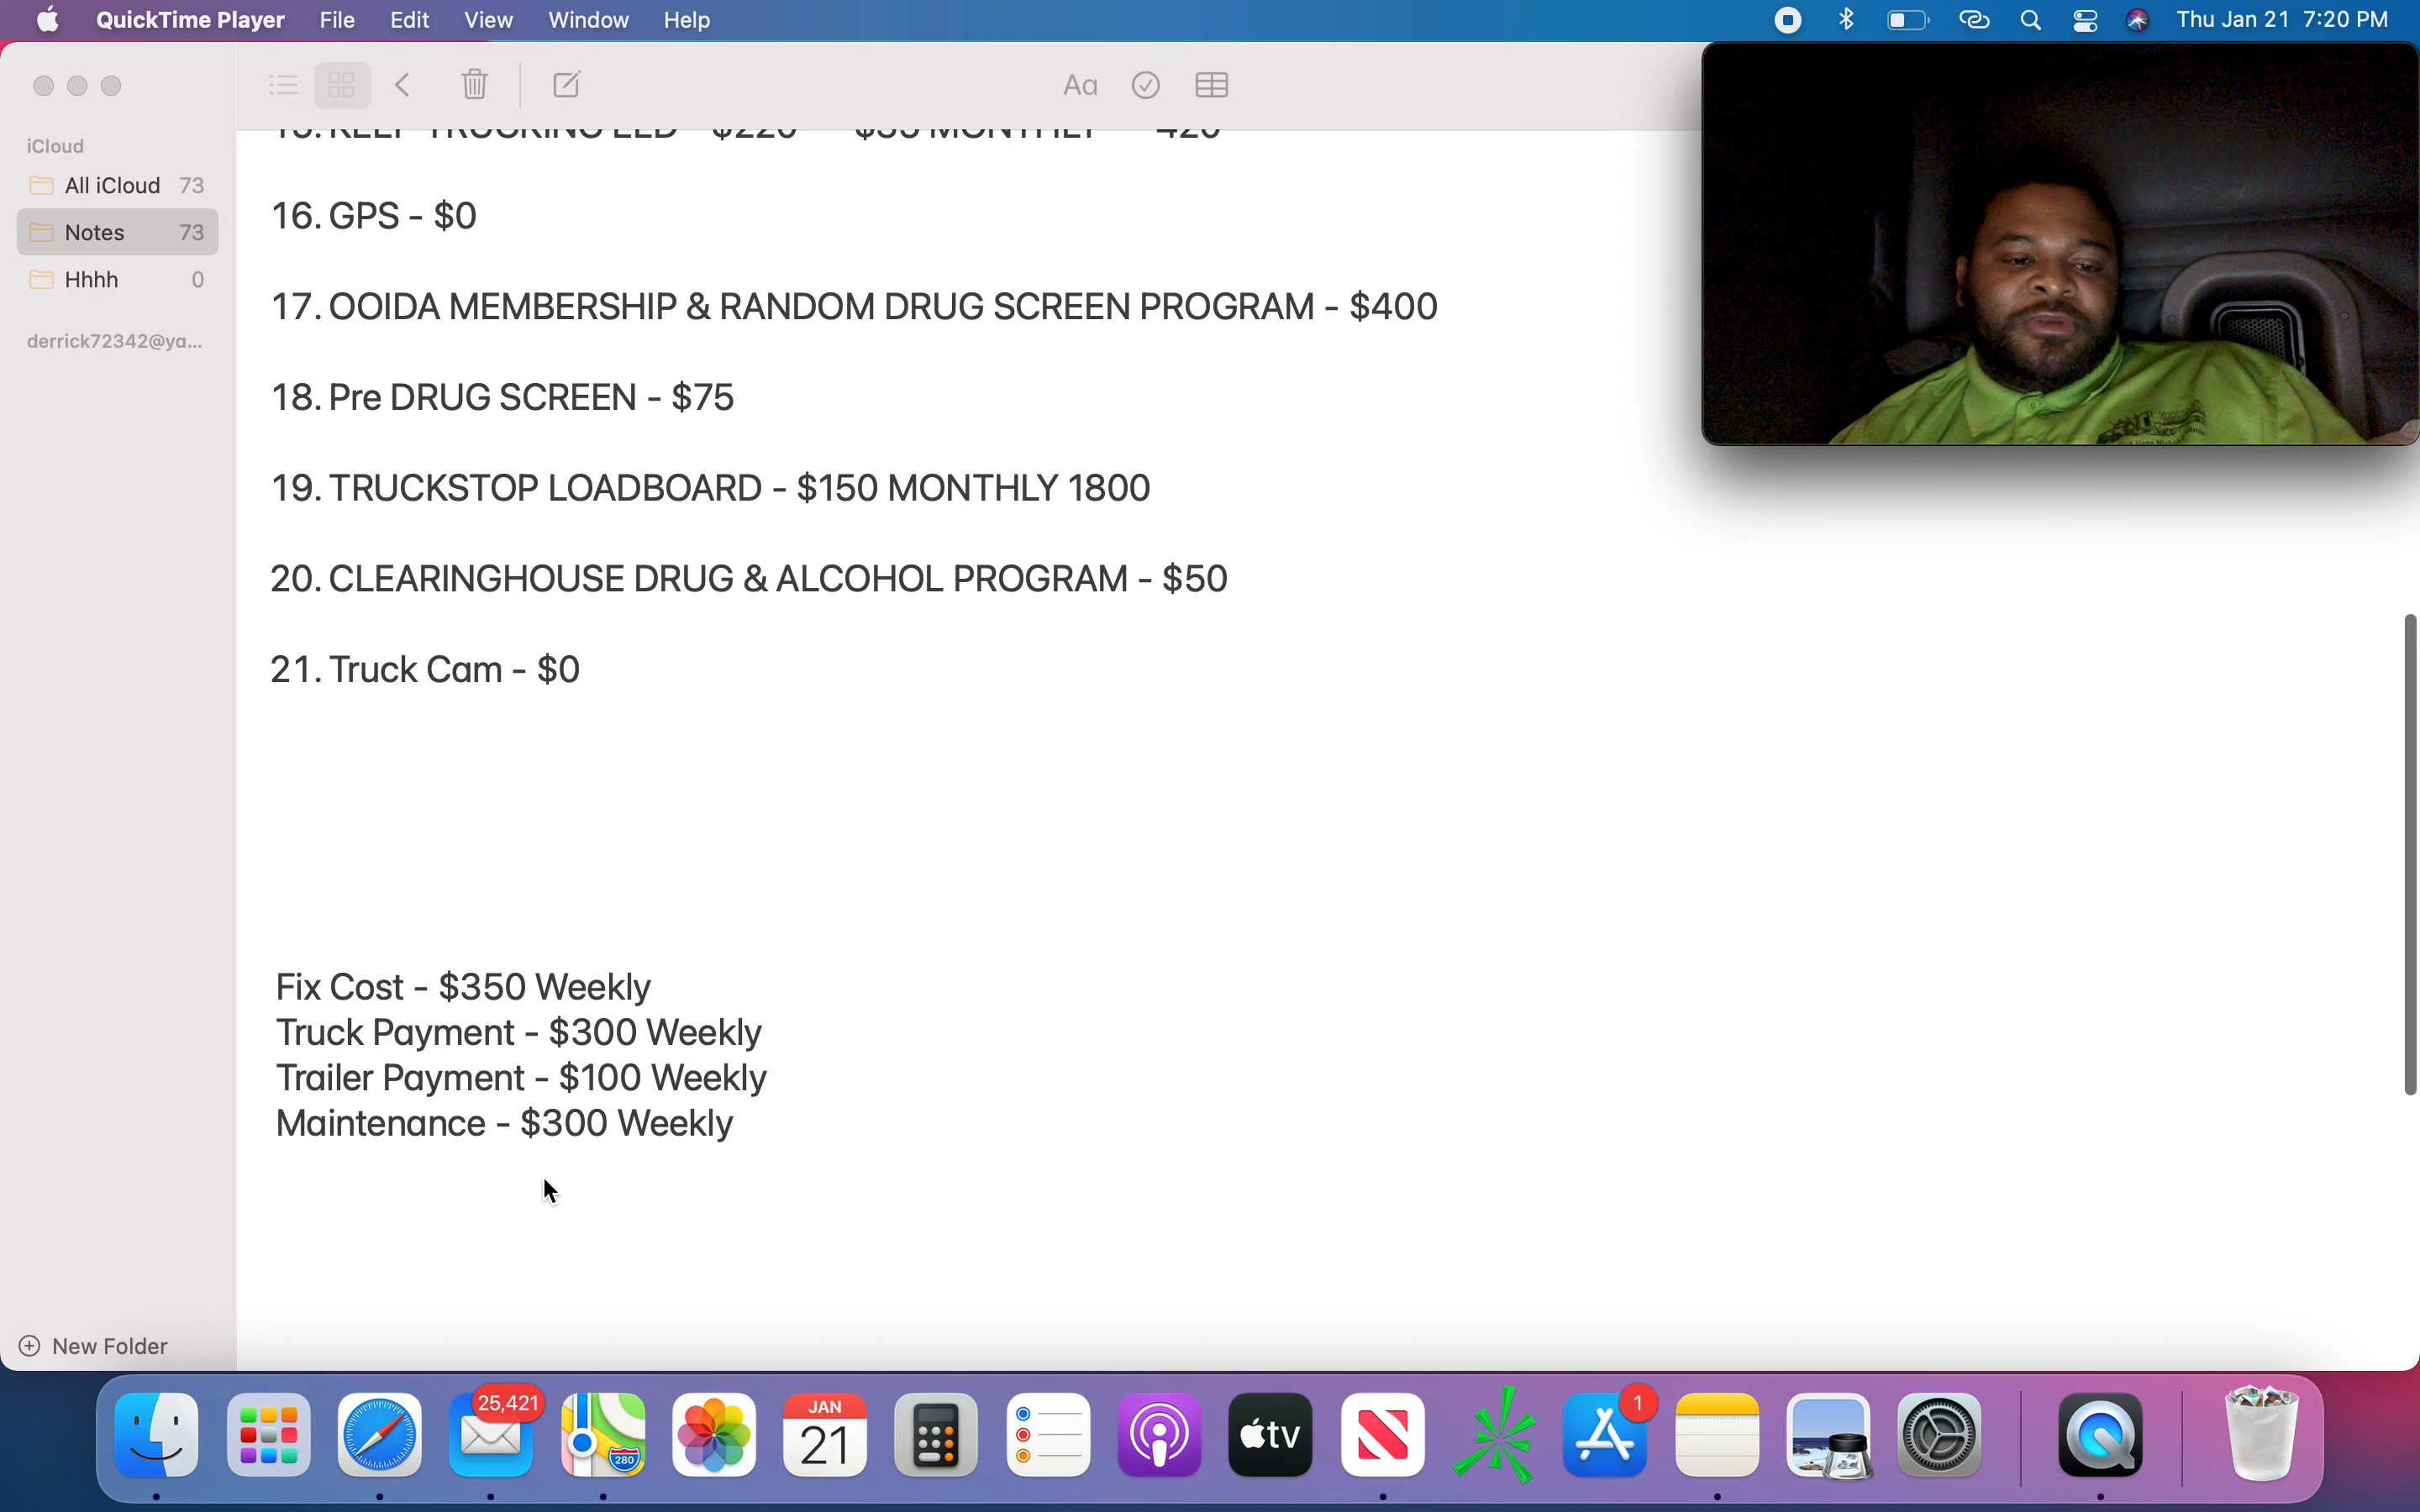 QuickTime Player File Edit View Window Help Thu Jan 21 7:20 PM
Aa
iCloud
All iCloud 73
Notes 73
Hhhh 0
derrick72342@ya...
16. GPS - $0
17. OOIDA MEMBERSHIP & RANDOM DRUG SCREEN PROGRAM - $400
18. Pre DRUG SCREEN - $75
19. TRUCKSTOP LOADBOARD - $150 MONTHLY 1800
20. CLEARINGHOUSE DRUG & ALCOHOL PROGRAM - $50
21. Truck Cam - $0
Fix Cost - $350 Weekly
Truck Payment - $300 Weekly
Trailer Payment - $100 Weekly
Maintenance - $300 Weekly
New Folder
25,421
280
JAN
21
tv
1